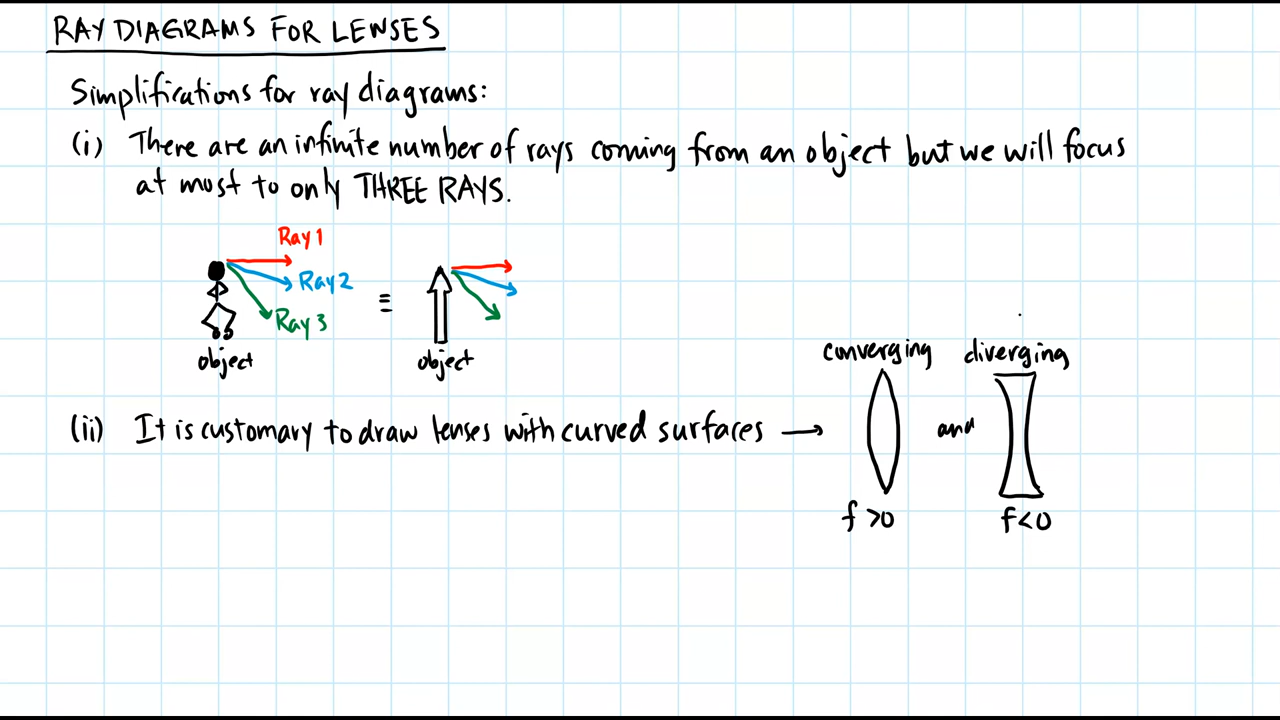 RAY DIAGRAMS FOR LENSES
Simplifications for ray diagrams:
(i) There are an infinite number of rays coming from an object but we will focus
at most to only THREE RAYS.
Ray 1
Ray 2
≡
Ray 3
object
object
converging
diverging
(ii) It is customary to draw lenses with curved surfaces →
and
f >0
f<0